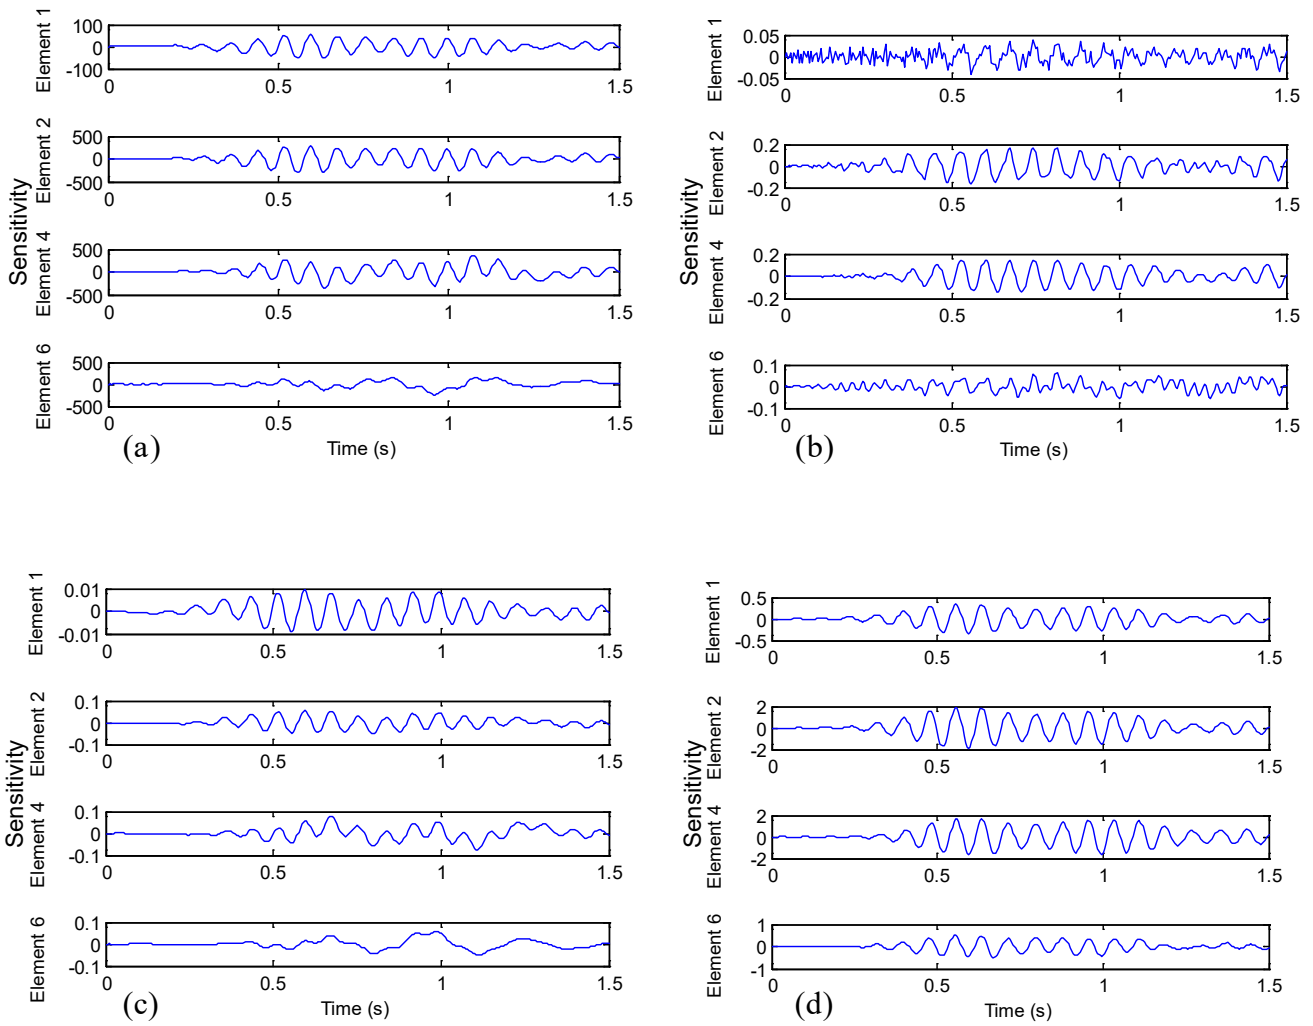 Sensitivity
Element 1
100
0
-100
0 0.5 1 1.5
Element 2
500
0
-500
0 0.5 1 1.5
Element 4
500
0
-500
0 0.5 1 1.5
Element 6
500
0
-500
0 0.5 1 1.5
(a) Time (s)
Sensitivity
Element 1
0.05
0
-0.05
0 0.5 1 1.5
Element 2
0.2
0
-0.2
0 0.5 1 1.5
Element 4
0.2
0
-0.2
0 0.5 1 1.5
Element 6
0.1
0
-0.1
0 0.5 1 1.5
(b) Time (s)
Sensitivity
Element 1
0.01
0
-0.01
0 0.5 1 1.5
Element 2
0.1
0
-0.1
0 0.5 1 1.5
Element 4
0.1
0
-0.1
0 0.5 1 1.5
Element 6
0.1
0
-0.1
0 0.5 1 1.5
(c) Time (s)
Sensitivity
Element 1
0.5
0
-0.5
0 0.5 1 1.5
Element 2
2
0
-2
0 0.5 1 1.5
Element 4
2
0
-2
0 0.5 1 1.5
Element 6
1
0
-1
0 0.5 1 1.5
(d) Time (s)